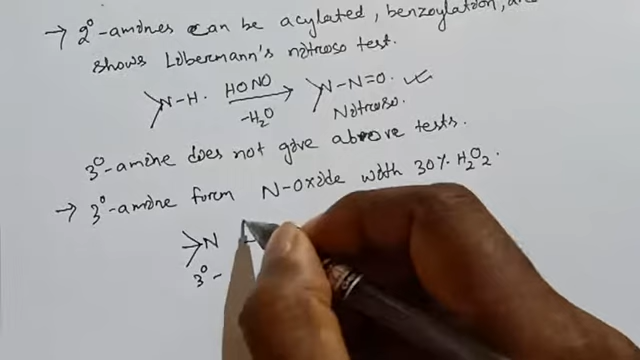 → 2°-amines can be acylated, benzoylation,
shows Libermann's nitroso test.
N-H. HONO -H2O N-N=O. ✓
Nitroso.
3°-amine does not give above tests.
→ 3°-amine form N-oxide with 30% H2O2.
N
3°-